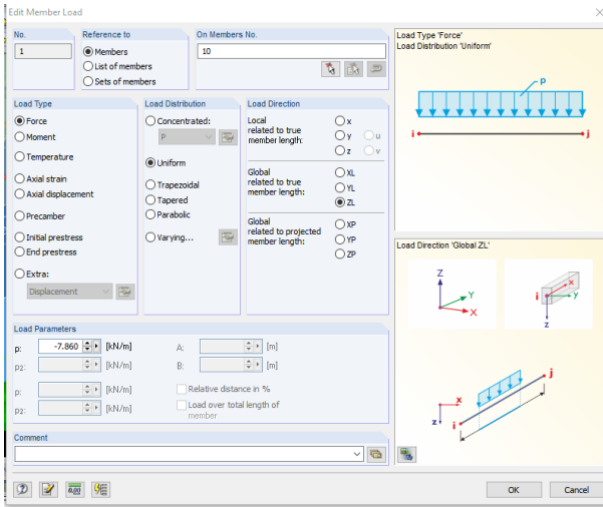 Edit Member Load
No.
1
Reference to
Members
List of members
Sets of members
On Members No.
10
Load Type
Force
Moment
Temperature
Axial strain
Axial displacement
Precamber
Initial prestress
End prestress
Extra:
Displacement
Load Distribution
Concentrated:
P
Uniform
Trapezoidal
Tapered
Parabolic
Varying...
Load Direction
Local
related to true
member length:
x
y
u
z
v
Global
related to true
member length:
XL
YL
ZL
Global
related to projected
member length:
XP
YP
ZP
Load Parameters
p: -7.860 [kN/m]
p2: [kN/m]
p: [kN/m]
p2: [kN/m]
A: [m]
B: [m]
Relative distance in %
Load over total length of
member
Comment
Load Type 'Force'
Load Distribution 'Uniform'
p
i
j
Load Direction 'Global ZL'
Z
Y
X
i
x
y
z
x
z
i
j
0.00
OK
Cancel